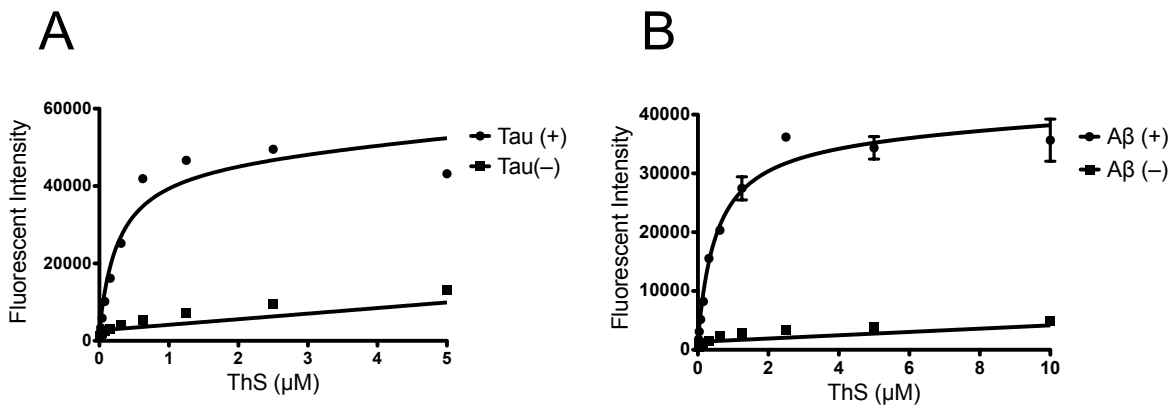 A
Fluorescent Intensity
60000
40000
20000
0
0
1
2
3
4
5
ThS (µM)
Tau (+)
Tau(–)
B
Fluorescent Intensity
40000
30000
20000
10000
0
0
2
4
6
8
10
ThS (µM)
Aβ (+)
Aβ (–)